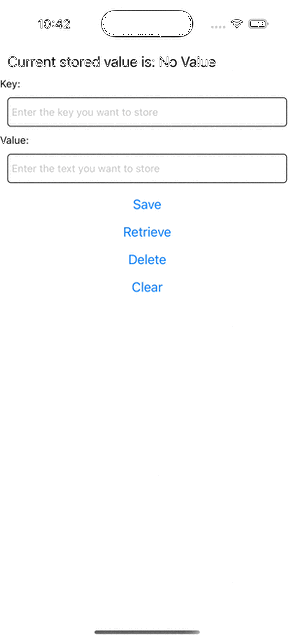 19:42
Current stored value is: No Value
Key:
Enter the key you want to store
Value:
Enter the text you want to store
Save
Retrieve
Delete
Clear